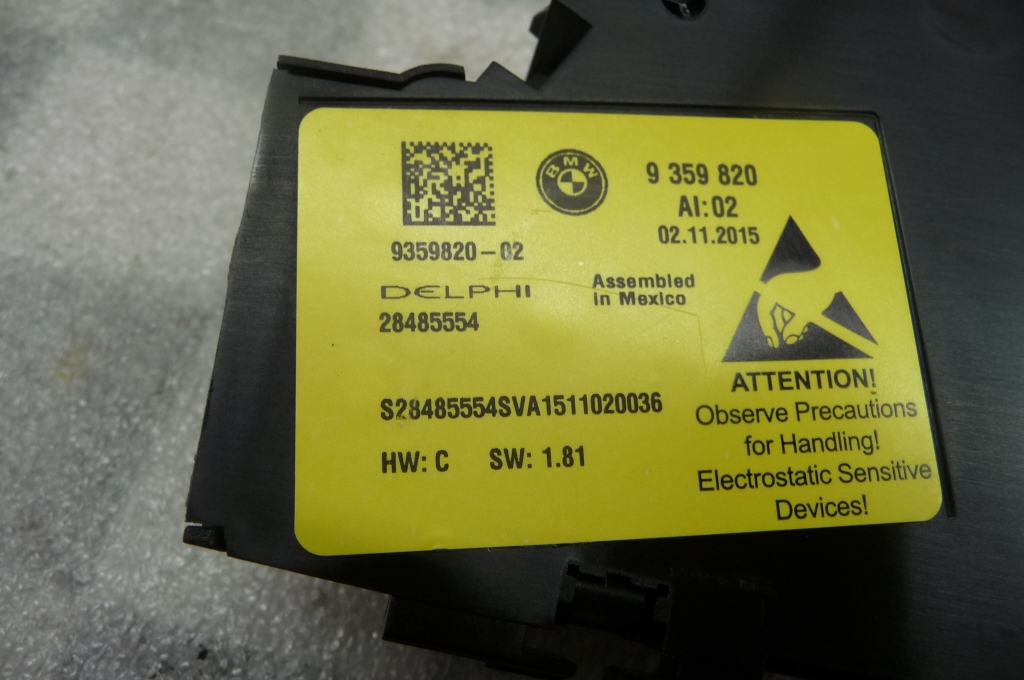 BMW
9 359 820
AI:02
02.11.2015
9359820-02
DELPHI
28485554
Assembled
in Mexico
S28485554SVA1511020036
HW: C SW: 1.81
ATTENTION!
Observe Precautions
for Handling!
Electrostatic Sensitive
Devices!